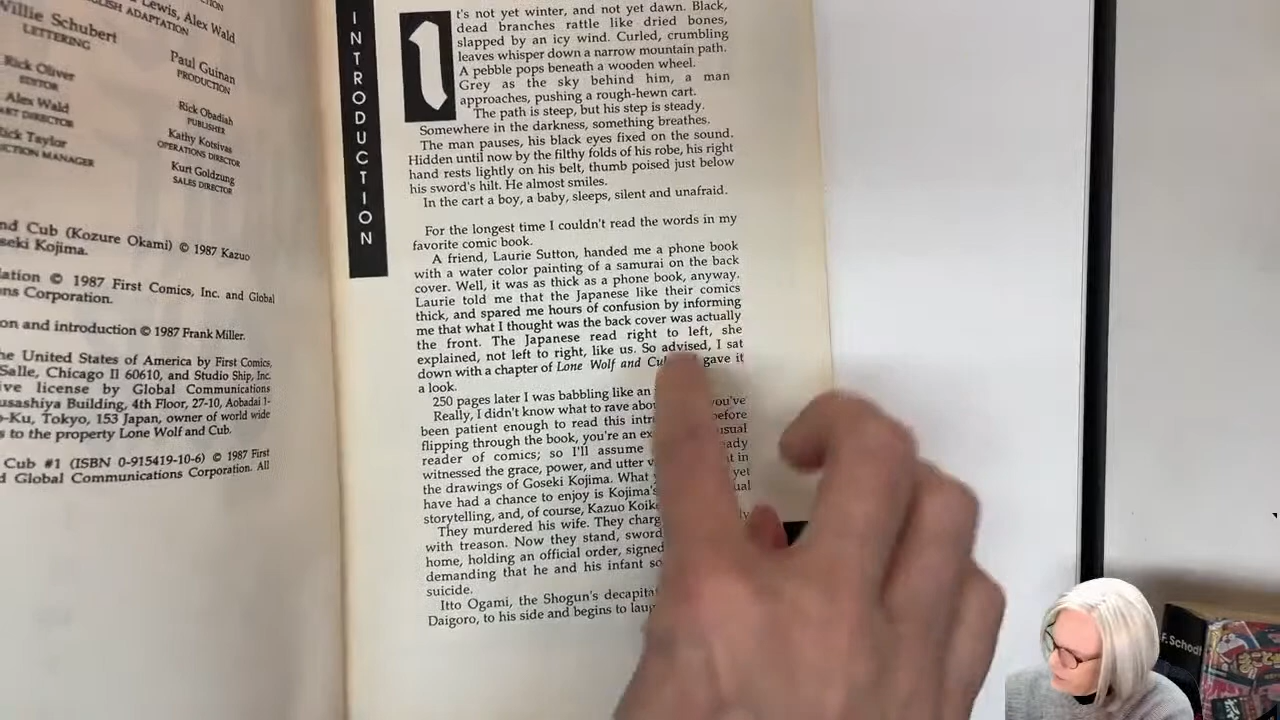 Lewis, Alex Wald
ENGLISH ADAPTATION
Willie Schubert
LETTERING
Paul Guinan
PRODUCTION
Rick Oliver
EDITOR
Rick Obadiah
PUBLISHER
Alex Wald
ART DIRECTOR
Kathy Kotsivas
OPERATIONS DIRECTOR
Rick Taylor
MANAGER
Kurt Goldzung
SALES DIRECTOR
and Cub (Kozure Okami) © 1987 Kazuo
Goseki Kojima.
© 1987 First Comics, Inc. and Global
Corporation.
on and introduction © 1987 Frank Miller.
the United States of America by First Comics,
Salle, Chicago Il 60610, and Studio Ship, Inc.
license by Global Communications
Building, 4th Floor, 27-10, Aobadai 1-
-Ku, Tokyo, 153 Japan, owner of world wide
s to the property Lone Wolf and Cub.
Cub #1 (ISBN 0-915419-10-6) © 1987 First
d Global Communications Corporation. All
INTRODUCTION
It's not yet winter, and not yet dawn. Black,
dead branches rattle like dried bones,
slapped by an icy wind. Curled, crumbling
leaves whisper down a narrow mountain path.
A pebble pops beneath a wooden wheel.
Grey as the sky behind him, a man
approaches, pushing a rough-hewn cart.
The path is steep, but his step is steady.
Somewhere in the darkness, something breathes.
The man pauses, his black eyes fixed on the sound.
Hidden until now by the filthy folds of his robe, his right
hand rests lightly on his belt, thumb poised just below
his sword's hilt. He almost smiles.
In the cart a boy, a baby, sleeps, silent and unafraid.
For the longest time I couldn't read the words in my
favorite comic book.
A friend, Laurie Sutton, handed me a phone book
with a water color painting of a samurai on the back
cover. Well, it was as thick as a phone book, anyway.
Laurie told me that the Japanese like their comics
thick, and spared me hours of confusion by informing
me that what I thought was the back cover was actually
the front. The Japanese read right to left, she
explained, not left to right, like us. So advised, I sat
down with a chapter of Lone Wolf and Cub gave it
a look.
250 pages later I was babbling like an
Really, I didn't know what to rave you've
been patient enough to read this before
flipping through the book, you're an
reader of comics; so I'll assume
witnessed the grace, power, and utter in
the drawings of Goseki Kojima. What yet
have had a chance to enjoy is Kojima's
storytelling, and, of course, Kazuo
They murdered his wife. They
with treason. Now they stand,
home, holding an official order, signed
demanding that he and his infant
suicide.
Itto Ogami, the Shogun's
Daigoro, to his side and begins to
F. Schodt